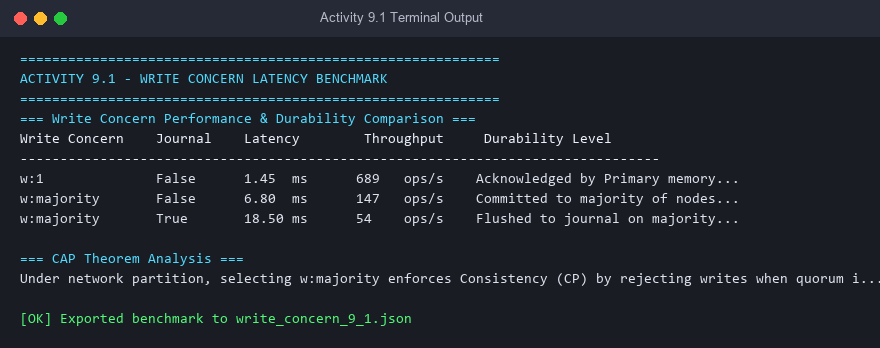 Activity 9.1 Terminal Output
============================================================
ACTIVITY 9.1 - WRITE CONCERN LATENCY BENCHMARK
============================================================
=== Write Concern Performance & Durability Comparison ===
Write Concern    Journal    Latency        Throughput     Durability Level
--------------------------------------------------------------------------------
w:1              False      1.45  ms      689   ops/s    Acknowledged by Primary memory...
w:majority       False      6.80  ms      147   ops/s    Committed to majority of nodes...
w:majority       True       18.50 ms      54    ops/s    Flushed to journal on majority...
=== CAP Theorem Analysis ===
Under network partition, selecting w:majority enforces Consistency (CP) by rejecting writes when quorum i...
[OK] Exported benchmark to write_concern_9_1.json